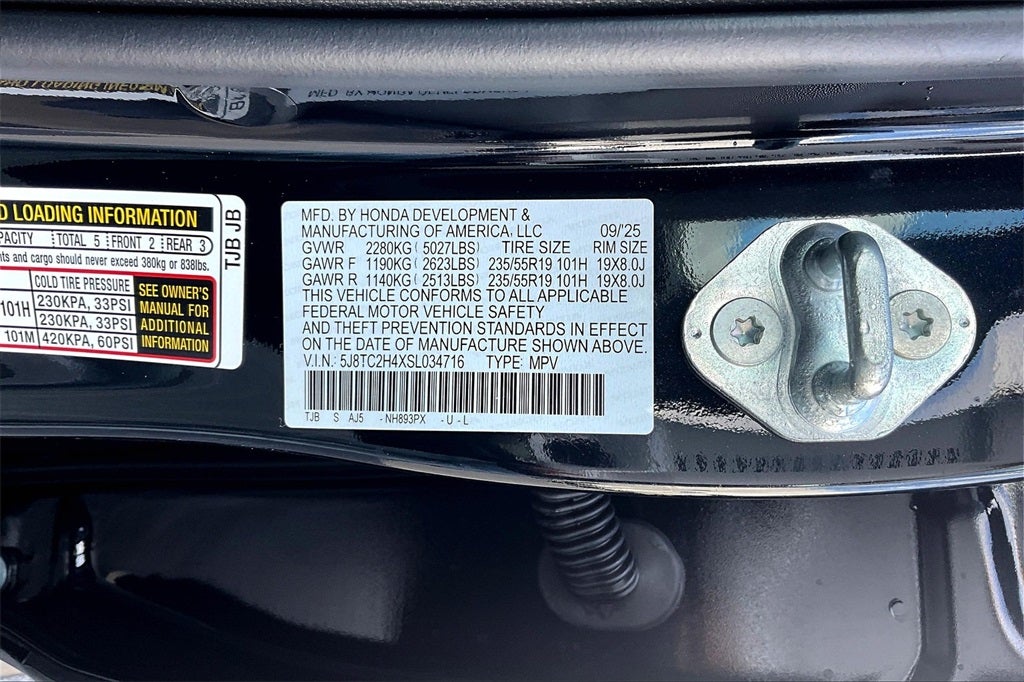 D LOADING INFORMATION
PACITY TOTAL 5 FRONT 2 REAR 3
nts and cargo should never exceed 380kg or 838lbs.
COLD TIRE PRESSURE
101H 230KPA, 33PSI
230KPA, 33PSI
101M 420KPA, 60PSI
SEE OWNER'S
MANUAL FOR
ADDITIONAL
INFORMATION
TJB JB
MFD. BY HONDA DEVELOPMENT &
MANUFACTURING OF AMERICA, LLC 09/'25
GVWR 2280KG ( 5027LBS) TIRE SIZE RIM SIZE
GAWR F 1190KG ( 2623LBS) 235/55R19 101H 19X8.0J
GAWR R 1140KG ( 2513LBS) 235/55R19 101H 19X8.0J
THIS VEHICLE CONFORMS TO ALL APPLICABLE
FEDERAL MOTOR VEHICLE SAFETY
AND THEFT PREVENTION STANDARDS IN EFFECT
ON THE DATE OF MANUFACTURE SHOWN ABOVE.
V.I.N.: 5J8TC2H4XSL034716 TYPE: MPV
TJB S AJ5 - NH893PX - U - L